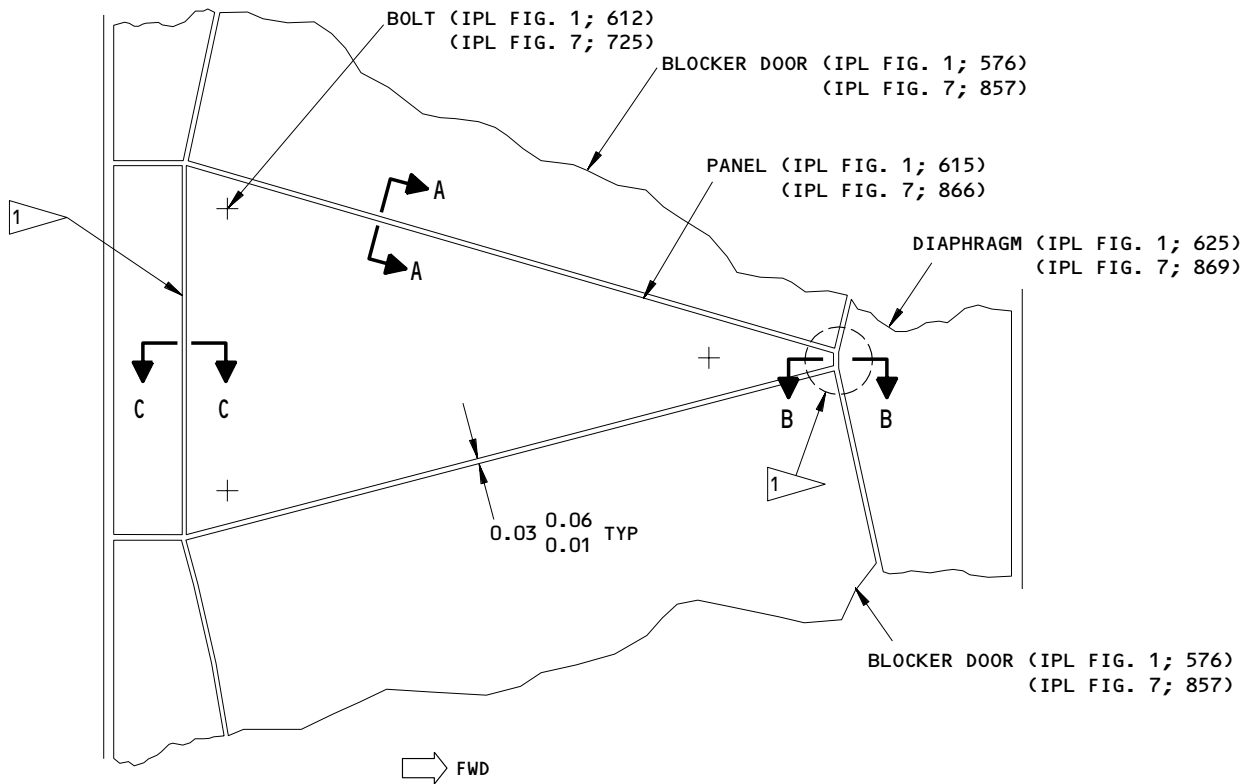 BOLT (IPL FIG. 1; 612)
(IPL FIG. 7; 725)
BLOCKER DOOR (IPL FIG. 1; 576)
(IPL FIG. 7; 857)
PANEL (IPL FIG. 1; 615)
(IPL FIG. 7; 866)
A
1
DIAPHRAGM (IPL FIG. 1; 625)
(IPL FIG. 7; 869)
A
C
C
B
B
1
0.03 0.06 TYP
0.01
BLOCKER DOOR (IPL FIG. 1; 576)
(IPL FIG. 7; 857)
FWD